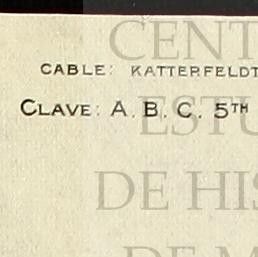 CABLE: KATTERFELDT
CLAVE: A.B.C. 5TH
CENT
ESTU
DE HIS
DE M